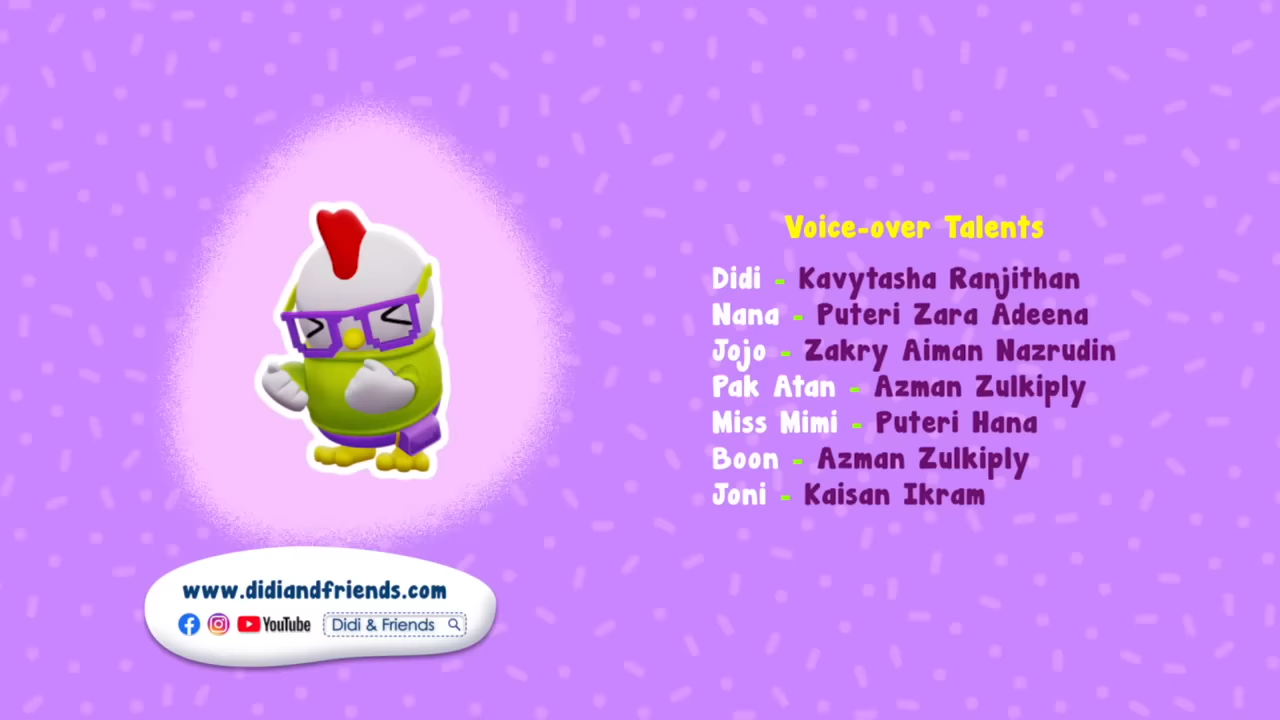 Voice-over Talents
Didi - Kavytasha Ranjithan
Nana - Puteri Zara Adeena
Jojo - Zakry Aiman Nazrudin
Pak Atan - Azman Zulkiply
Miss Mimi - Puteri Hana
Boon - Azman Zulkiply
Joni - Kaisan Ikram
www.didiandfriends.com
YouTube Didi & Friends